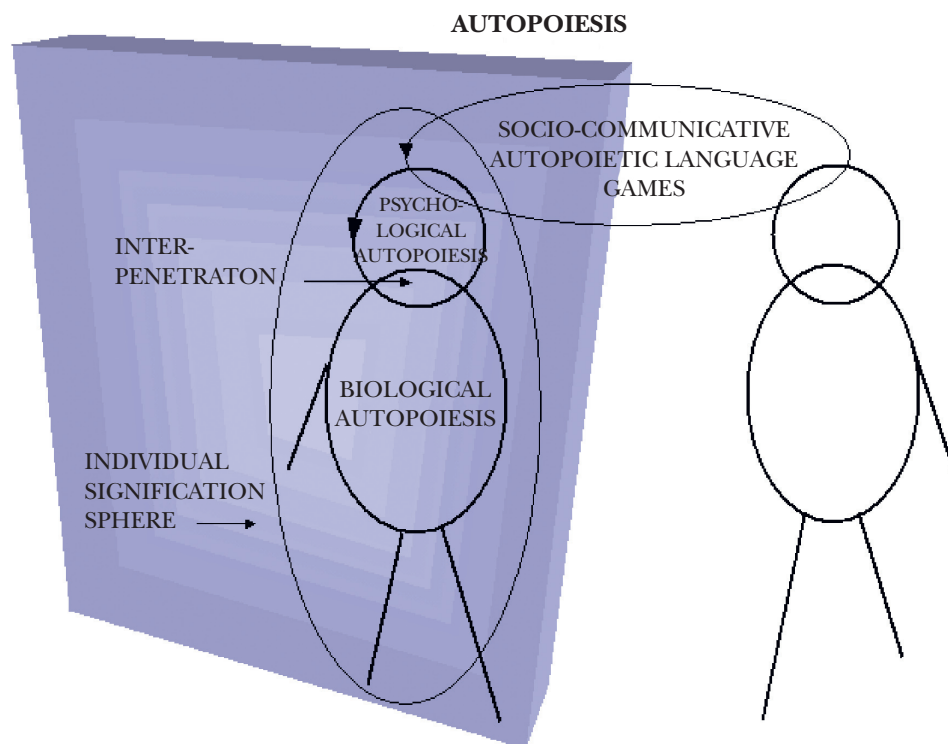 AUTOPOIESIS
SOCIO-COMMUNICATIVE
AUTOPOIETIC LANGUAGE
GAMES
PSYCHO-
LOGICAL
AUTOPOIESIS
INTER-
PENETRATON
BIOLOGICAL
AUTOPOIESIS
INDIVIDUAL
SIGNIFICATION
SPHERE